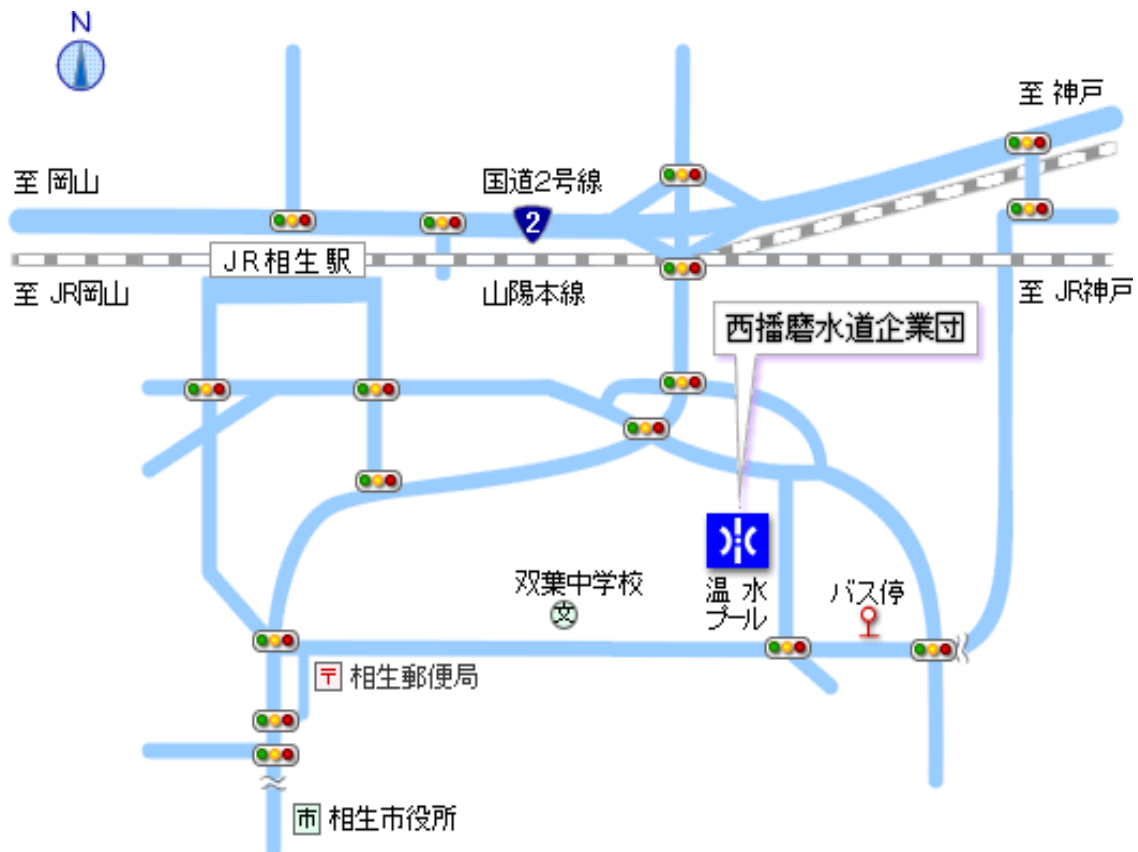 N
至 神戸
至 岡山
国道2号線
2
JR相生駅
至 JR岡山
山陽本線
至 JR神戸
西播磨水道企業団
双葉中学校
文
温 水
プール
バス停
〒 相生郵便局
市 相生市役所